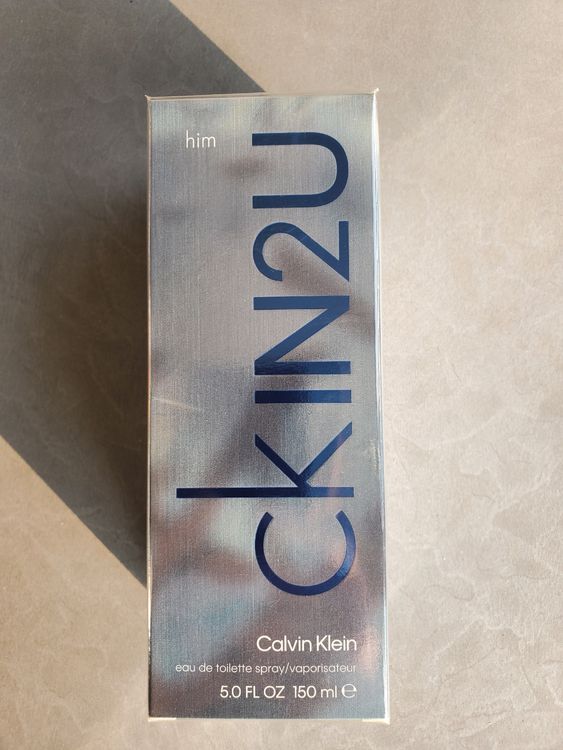 him
ckIN2U
Calvin Klein
eau de toilette spray/vaporisateur
5.0 FL OZ 150 ml ℮